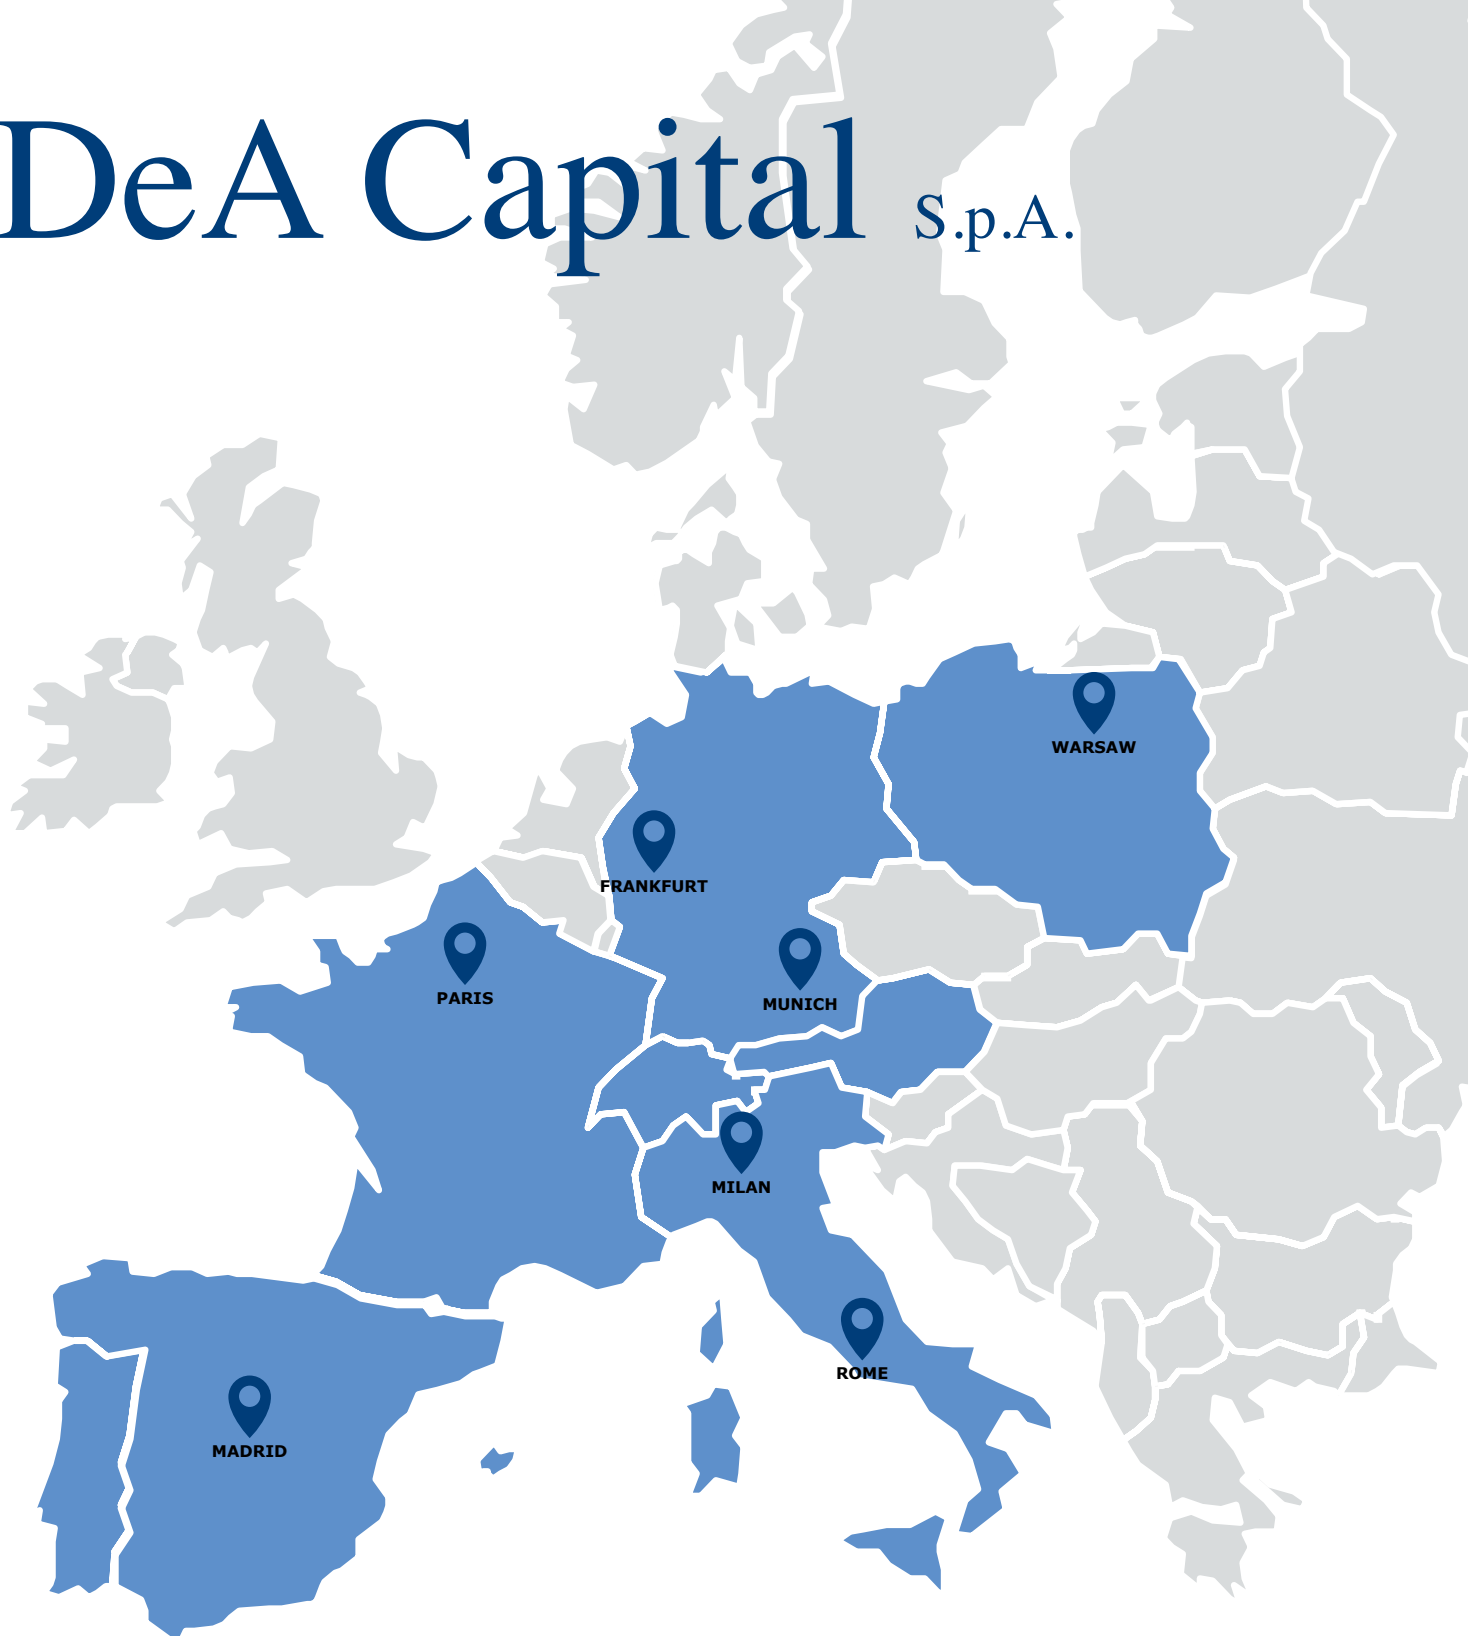 DeA Capital S.p.A.
WARSAW
FRANKFURT
PARIS
MUNICH
MILAN
ROME
MADRID